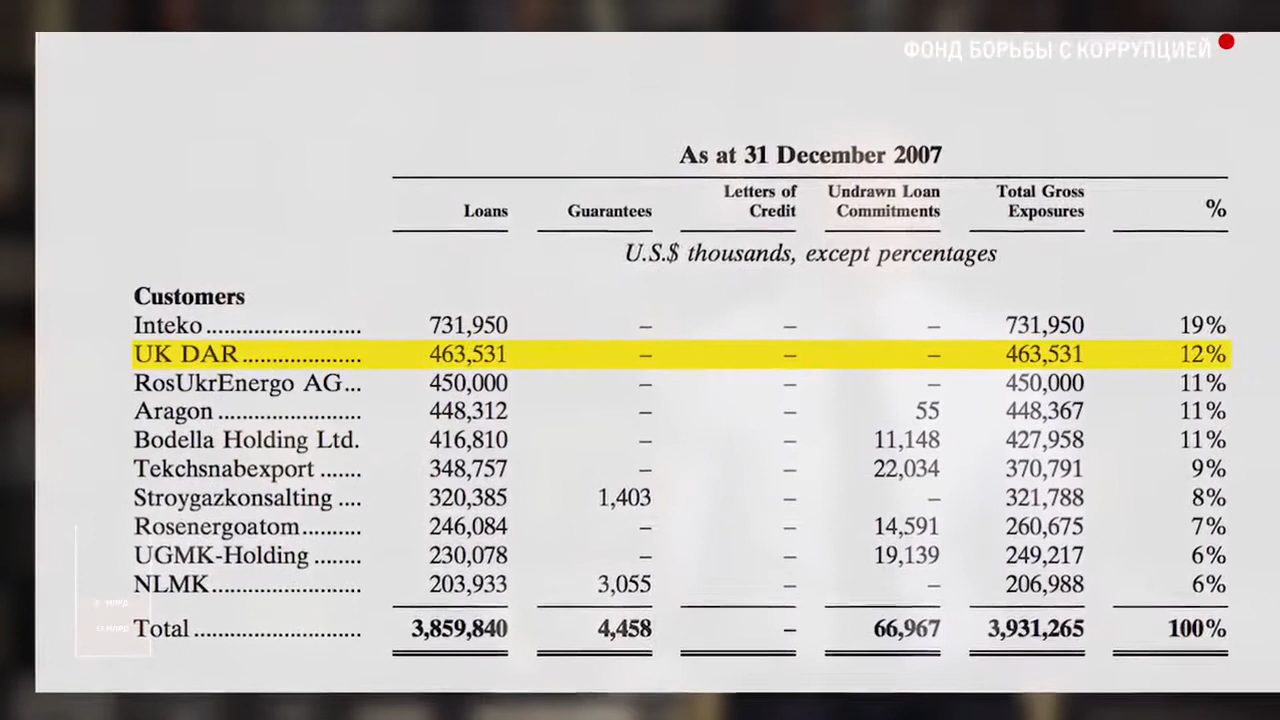 ФОНД БОРЬБЫ С КОРРУПЦИЕЙ
As at 31 December 2007
Loans Guarantees Letters of Credit Undrawn Loan Commitments Total Gross Exposures %
U.S.$ thousands, except percentages
Customers
Inteko.......................... 731,950 – – – 731,950 19%
UK DAR.................... 463,531 – – – 463,531 12%
RosUkrEnergo AG... 450,000 – – – 450,000 11%
Aragon ........................ 448,312 – – 55 448,367 11%
Bodella Holding Ltd. 416,810 – – 11,148 427,958 11%
Tekchsnabexport ....... 348,757 – – 22,034 370,791 9%
Stroygazkonsalting .... 320,385 1,403 – – 321,788 8%
Rosenergoatom.......... 246,084 – – 14,591 260,675 7%
UGMK-Holding ........ 230,078 – – 19,139 249,217 6%
NLMK......................... 203,933 3,055 – – 206,988 6%
Total ............................ 3,859,840 4,458 – 66,967 3,931,265 100%